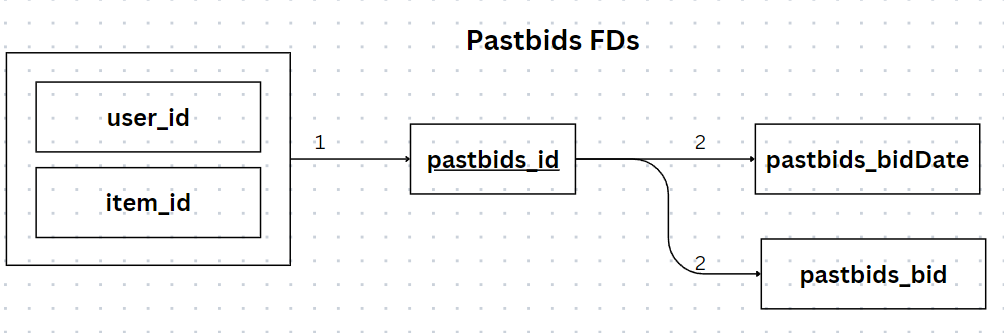 Pastbids FDs
user_id
item_id
1
pastbids_id
2
pastbids_bidDate
2
pastbids_bid